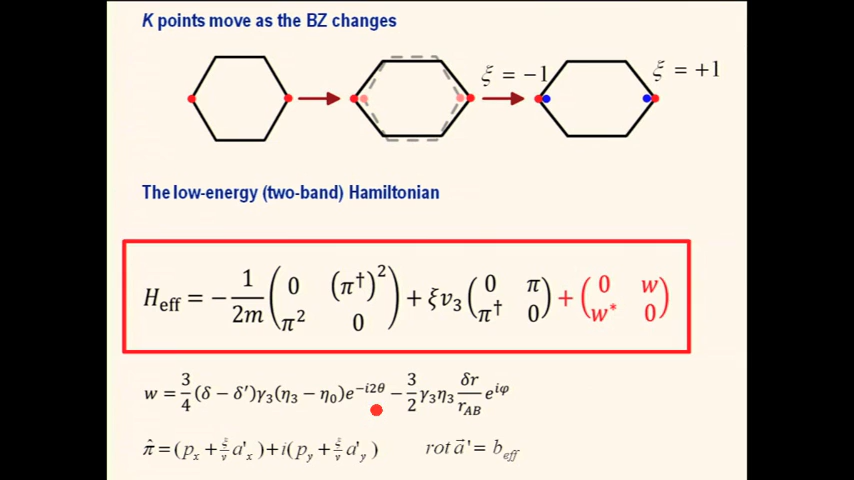 K points move as the BZ changes
ξ = −1
ξ = +1
The low-energy (two-band) Hamiltonian
H_eff = − 1/2m (0 (π†)² π² 0) + ξv₃ (0 π π† 0) + (0 w w* 0)
w = 3/4 (δ − δ′)γ₃(η₃ − η₀)e^{−i2θ} − 3/2 γ₃η₃ δr/r_{AB} e^{iφ}
π̂ = (p_x + ξ/v a'_x) + i(p_y + ξ/v a'_y) rot a⃗' = b_eff